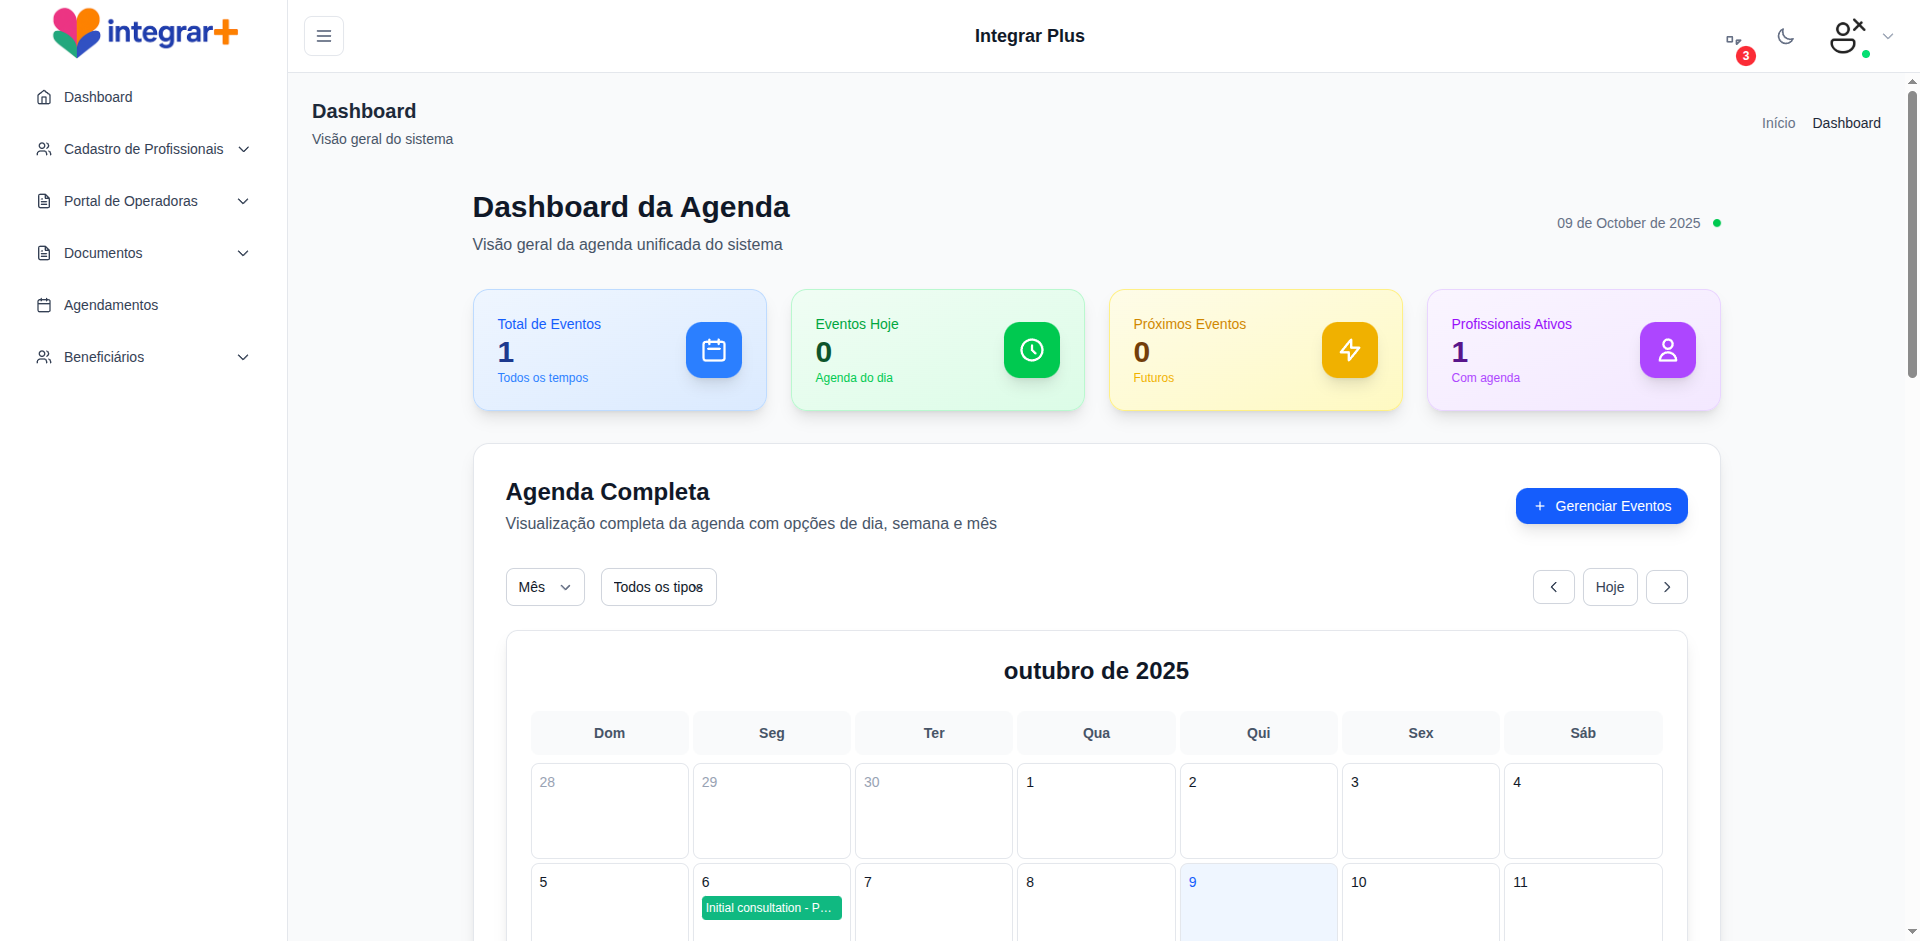 integrar+
Dashboard
Cadastro de Profissionais
Portal de Operadoras
Documentos
Agendamentos
Beneficiários
Integrar Plus
3
Dashboard
Visão geral do sistema
Início Dashboard
Dashboard da Agenda
Visão geral da agenda unificada do sistema
09 de October de 2025
Total de Eventos
1
Todos os tempos
Eventos Hoje
0
Agenda do dia
Próximos Eventos
0
Futuros
Profissionais Ativos
1
Com agenda
Agenda Completa
Visualização completa da agenda com opções de dia, semana e mês
Gerenciar Eventos
Mês
Todos os tipos
Hoje
outubro de 2025
Dom Seg Ter Qua Qui Sex Sáb
28 29 30 1 2 3 4
5 6 7 8 9 10 11
Initial consultation - P…